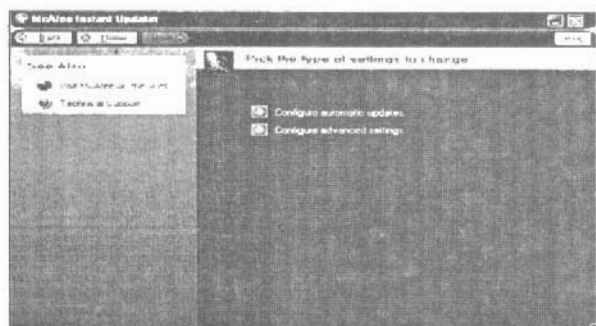 McAfee Instant Updater
Back Home
See Also
Pick the type of settings to change
Technical Support
Configure automatic updates.
Configure advanced settings.